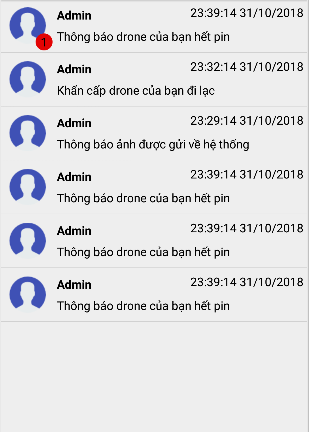 Admin 23:39:14 31/10/2018
Thông báo drone của bạn hết pin
1
Admin 23:32:14 31/10/2018
Khẩn cấp drone của bạn đi lạc
Admin 23:29:14 31/10/2018
Thông báo ảnh được gửi về hệ thống
Admin 23:39:14 31/10/2018
Thông báo drone của bạn hết pin
Admin 23:39:14 31/10/2018
Thông báo drone của bạn hết pin
Admin 23:39:14 31/10/2018
Thông báo drone của bạn hết pin